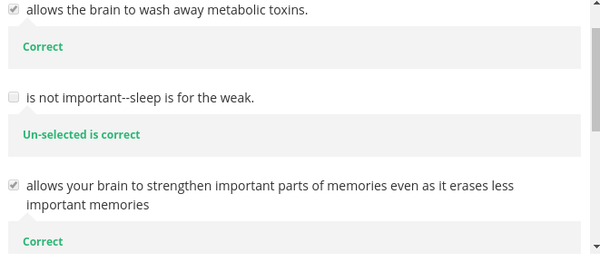 allows the brain to wash away metabolic toxins.
Correct
is not important--sleep is for the weak.
Un-selected is correct
allows your brain to strengthen important parts of memories even as it erases less
important memories
Correct